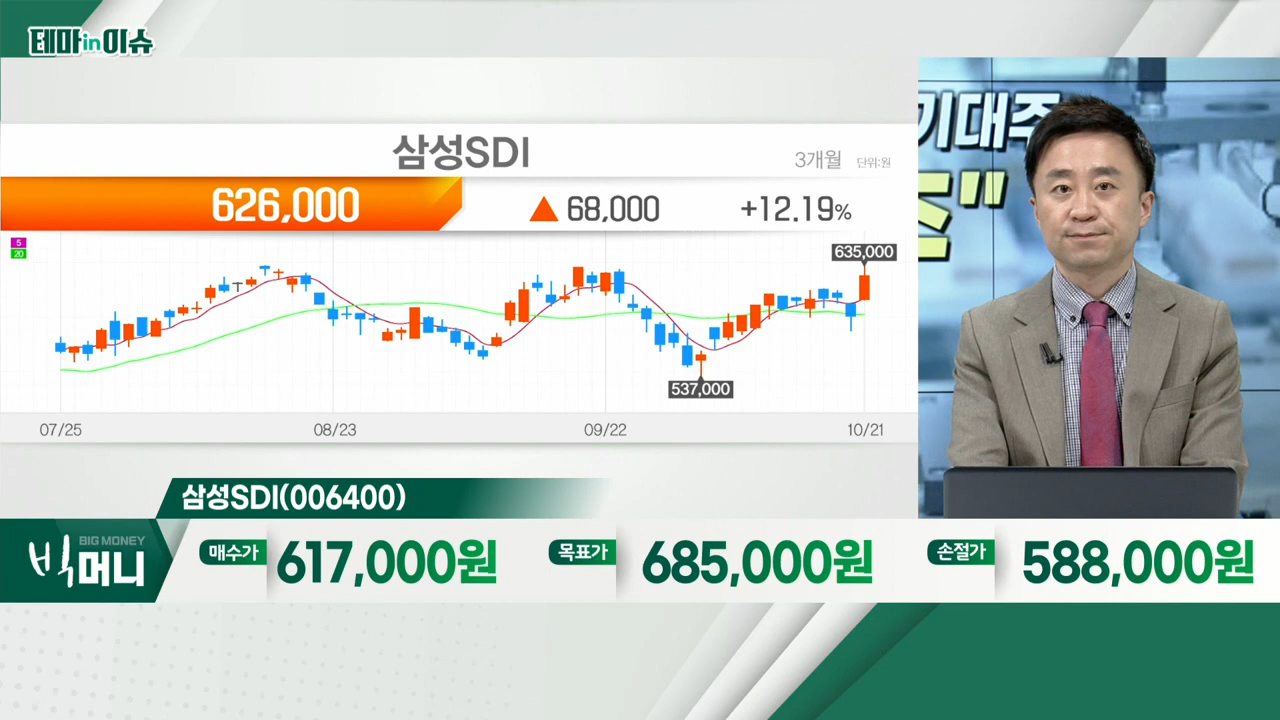 테마in이슈
기대주
"
삼성SDI
3개월 단위:원
626,000 ▲ 68,000 +12.19%
5
20
635,000
537,000
07/25 08/23 09/22 10/21
삼성SDI(006400)
BIG MONEY
빅머니
매수가 617,000원 목표가 685,000원 손절가 588,000원